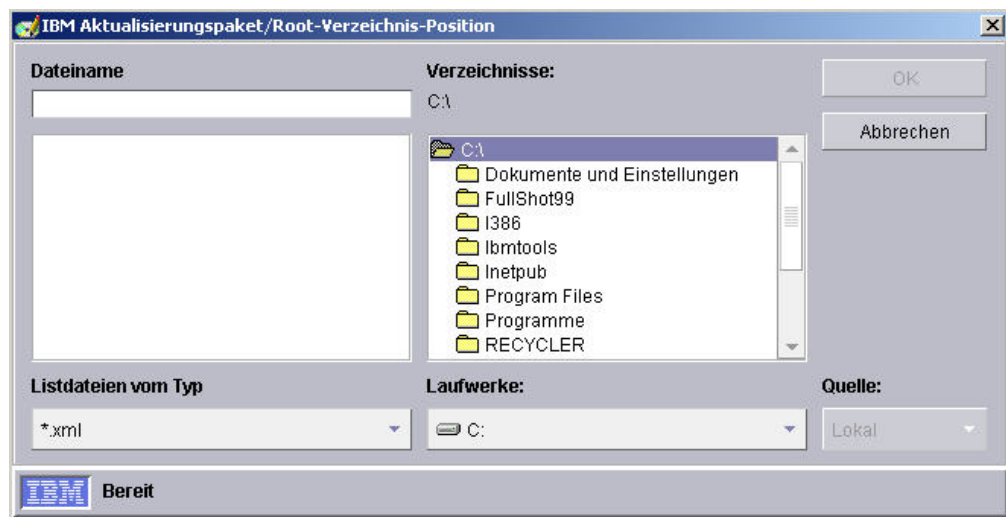 IBM Aktualisierungspaket/Root-Verzeichnis-Position
Dateiname
Verzeichnisse:
C:\
OK
Abbrechen
C:\
Dokumente und Einstellungen
FullShot99
I386
Ibmtools
Inetpub
Program Files
Programme
RECYCLER
Listdateien vom Typ
*.xml
Laufwerke:
C:
Quelle:
Lokal
IBM
Bereit